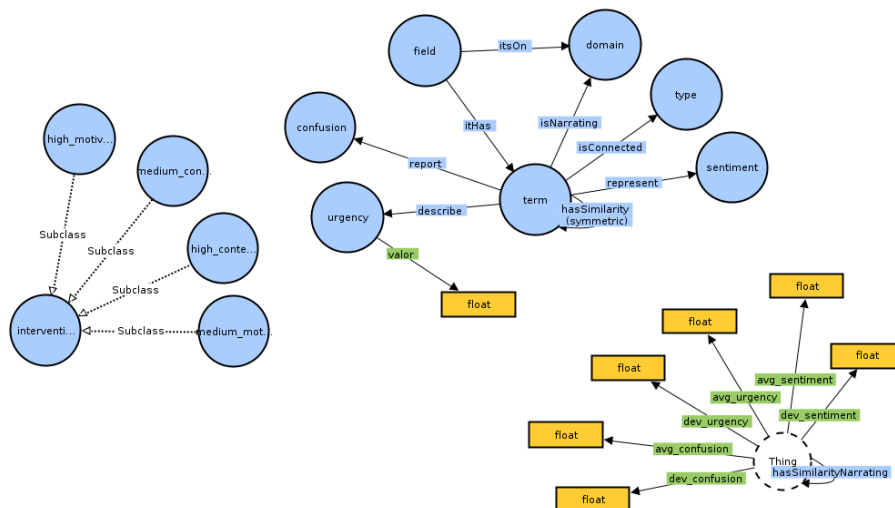 field
itsOn
domain
type
confusion
itHas
isNarrating
isConnected
sentiment
report
represent
term
hasSimilarity
(symmetric)
urgency
describe
valor
float
high_motiv...
medium_con...
Subclass
Subclass
high_conte...
Subclass
interventi...
Subclass
medium_mot...
float
float
float
float
float
float
avg_sentiment
avg_urgency
dev_sentiment
dev_urgency
avg_confusion
Thing
hasSimilarityNarrating
dev_confusion